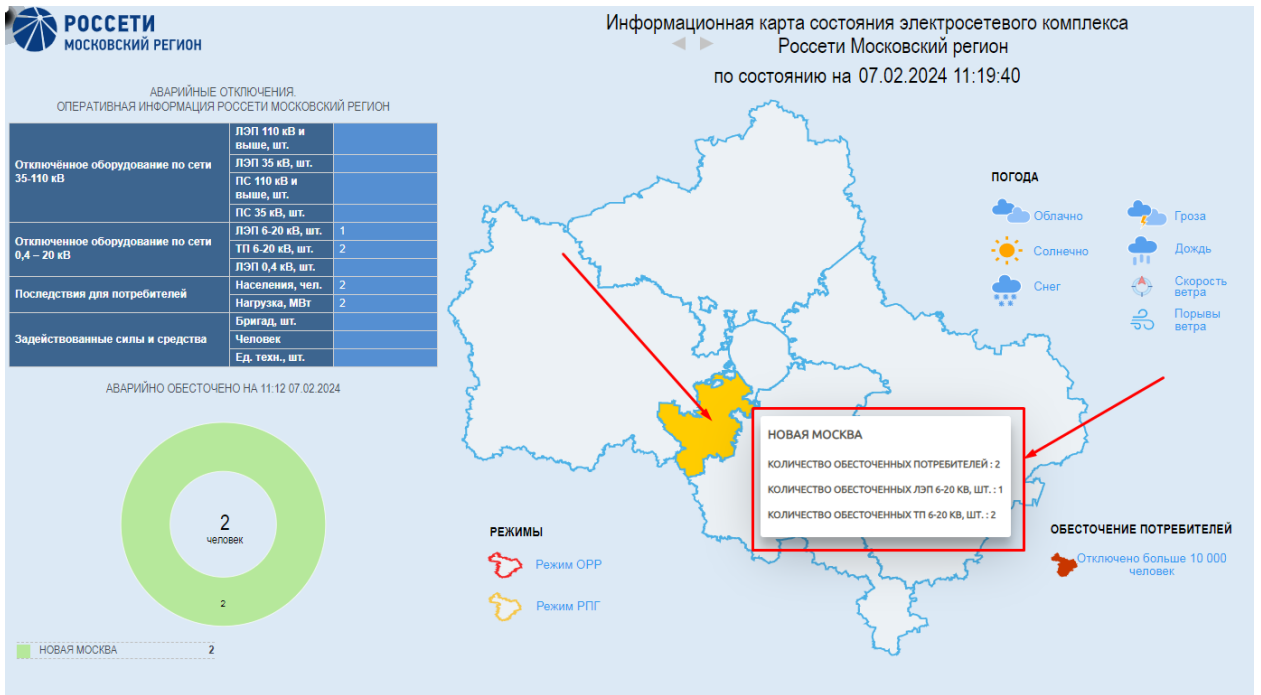 РОССЕТИ
МОСКОВСКИЙ РЕГИОН
Информационная карта состояния электросетевого комплекса
Россети Московский регион
по состоянию на 07.02.2024 11:19:40
АВАРИЙНЫЕ ОТКЛЮЧЕНИЯ.
ОПЕРАТИВНАЯ ИНФОРМАЦИЯ РОССЕТИ МОСКОВСКИЙ РЕГИОН
Отключённое оборудование по сети
35-110 кВ
ЛЭП 110 кВ и
выше, шт.
ЛЭП 35 кВ, шт.
ПС 110 кВ и
выше, шт.
ПС 35 кВ, шт.
Отключенное оборудование по сети
0,4 – 20 кВ
ЛЭП 6-20 кВ, шт. 1
ТП 6-20 кВ, шт. 2
ЛЭП 0,4 кВ, шт.
Последствия для потребителей
Населения, чел. 2
Нагрузка, МВт 2
Задействованные силы и средства
Бригад, шт.
Человек
Ед. техн., шт.
АВАРИЙНО ОБЕСТОЧЕНО НА 11:12 07.02.2024
2
человек
2
НОВАЯ МОСКВА 2
ПОГОДА
Облачно
Гроза
Солнечно
Дождь
Снег
Скорость
ветра
Порывы
ветра
НОВАЯ МОСКВА
КОЛИЧЕСТВО ОБЕСТОЧЕННЫХ ПОТРЕБИТЕЛЕЙ : 2
КОЛИЧЕСТВО ОБЕСТОЧЕННЫХ ЛЭП 6-20 КВ, ШТ. : 1
КОЛИЧЕСТВО ОБЕСТОЧЕННЫХ ТП 6-20 КВ, ШТ. : 2
РЕЖИМЫ
Режим ОРР
Режим РПГ
ОБЕСТОЧЕНИЕ ПОТРЕБИТЕЛЕЙ
Отключено больше 10 000
человек